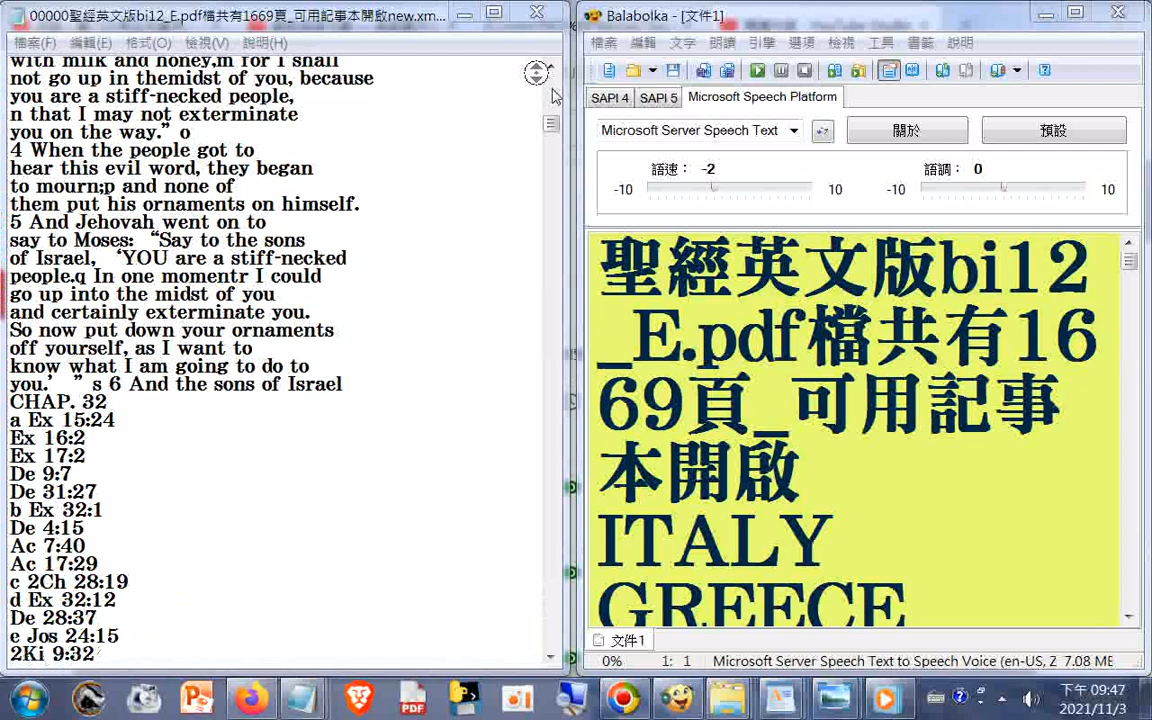 00000聖經英文版bi12_E.pdf檔共有1669頁_可用記事本開啟new.xm...
檔案(F) 編輯(E) 格式(O) 檢視(V) 說明(H)
with milk and honey,m for I shall
not go up in themidst of you, because
you are a stiff-necked people,
n that I may not exterminate
you on the way.” o
4 When the people got to
hear this evil word, they began
to mourn;p and none of
them put his ornaments on himself.
5 And Jehovah went on to
say to Moses: “Say to the sons
of Israel, ‘YOU are a stiff-necked
people.q In one momentr I could
go up into the midst of you
and certainly exterminate you.
So now put down your ornaments
off yourself, as I want to
know what I am going to do to
you.’ ” s 6 And the sons of Israel
CHAP. 32
a Ex 15:24
Ex 16:2
Ex 17:2
De 9:7
De 31:27
b Ex 32:1
De 4:15
Ac 7:40
Ac 17:29
c 2Ch 28:19
d Ex 32:12
De 28:37
e Jos 24:15
2Ki 9:32
Balabolka - [文件1]
檔案 編輯 文字 朗讀 引擎 選項 檢視 工具 書籤 說明
SAPI 4 SAPI 5 Microsoft Speech Platform
Microsoft Server Speech Text 關於 預設
語速: -2 語調: 0
-10 10 -10 10
聖經英文版bi12
_E.pdf檔共有16
69頁_可用記事
本開啟
ITALY
GREECE
文件1
0% 1: 1 Microsoft Server Speech Text to Speech Voice (en-US, Z 7.08 ME
PDF
下午 09:47
2021/11/3